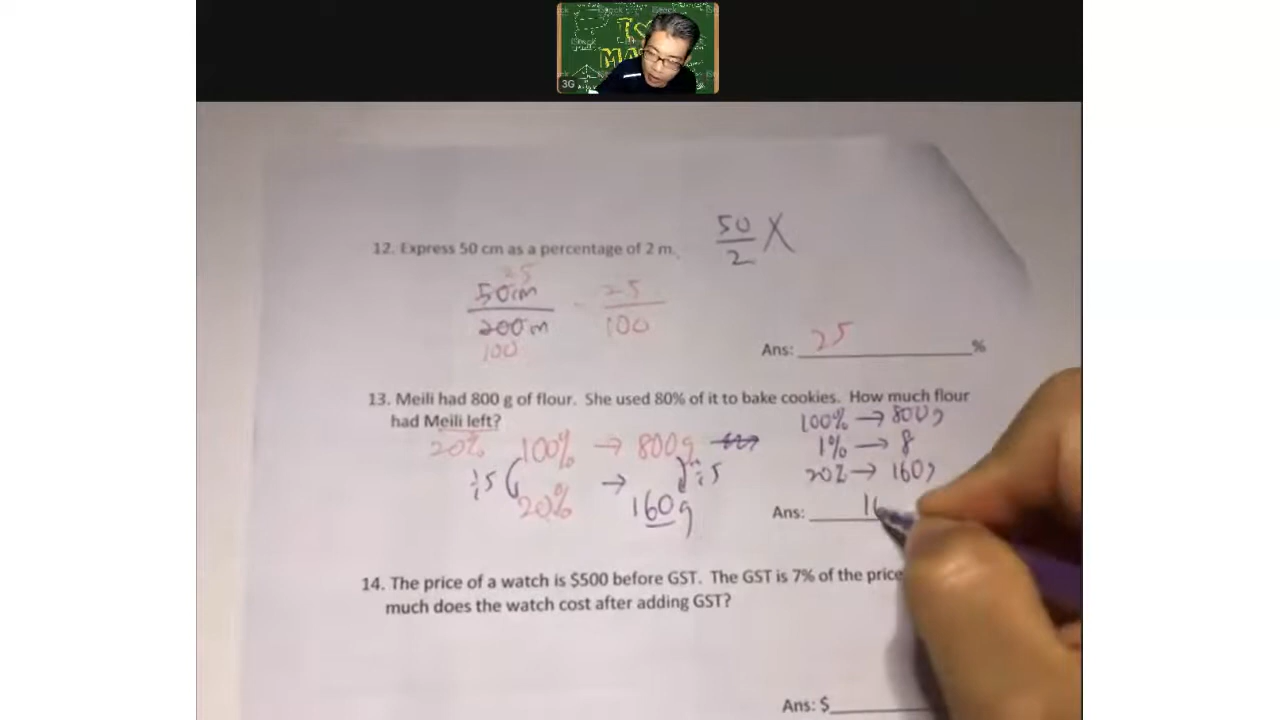 3G
I
MA
12. Express 50 cm as a percentage of 2 m.
50
2
X
25
50cm
200m
100
25
100
Ans: 25 %
13. Meili had 800 g of flour. She used 80% of it to bake cookies. How much flour
had Meili left?
20%
100% → 800g
÷5
÷5
20% → 160g
100% → 800g
1% → 8
20% → 160g
Ans: 16
14. The price of a watch is $500 before GST. The GST is 7% of the price
much does the watch cost after adding GST?
Ans: $